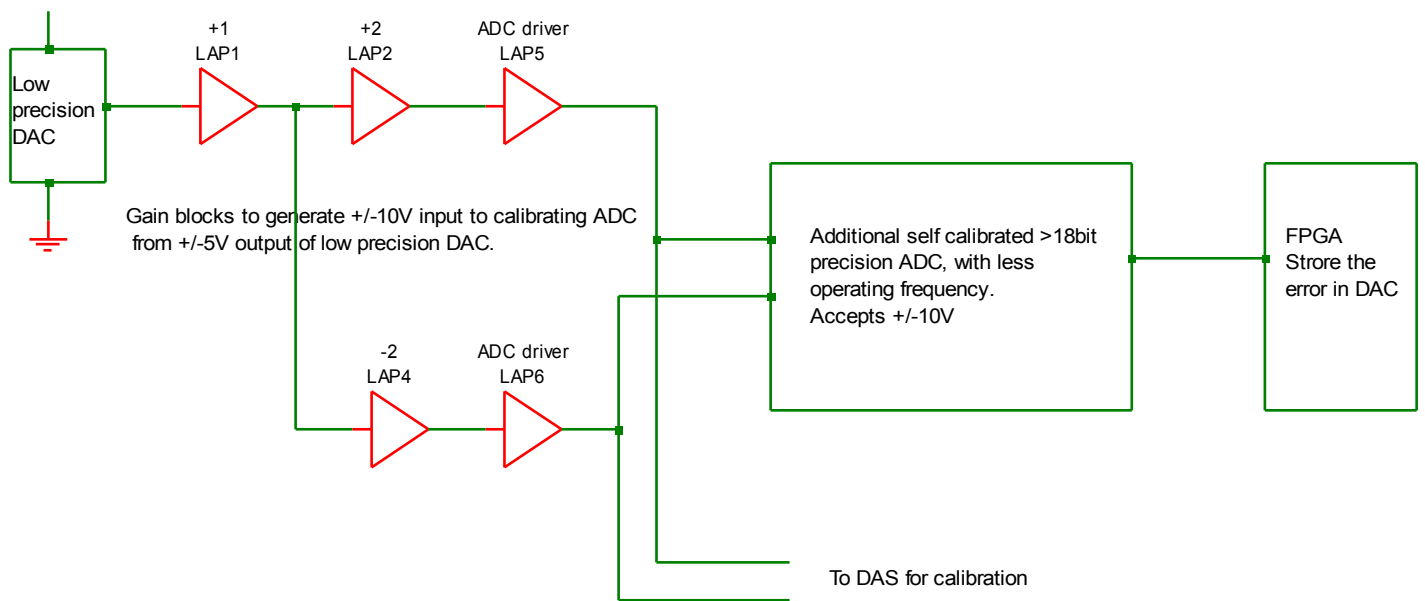 +1
LAP1
+2
LAP2
ADC driver
LAP5
Low
precision
DAC
Gain blocks to generate +/-10V input to calibrating ADC
from +/-5V output of low precision DAC.
Additional self calibrated >18bit
precision ADC, with less
operating frequency.
Accepts +/-10V
FPGA
Strore the
error in DAC
-2
LAP4
ADC driver
LAP6
To DAS for calibration